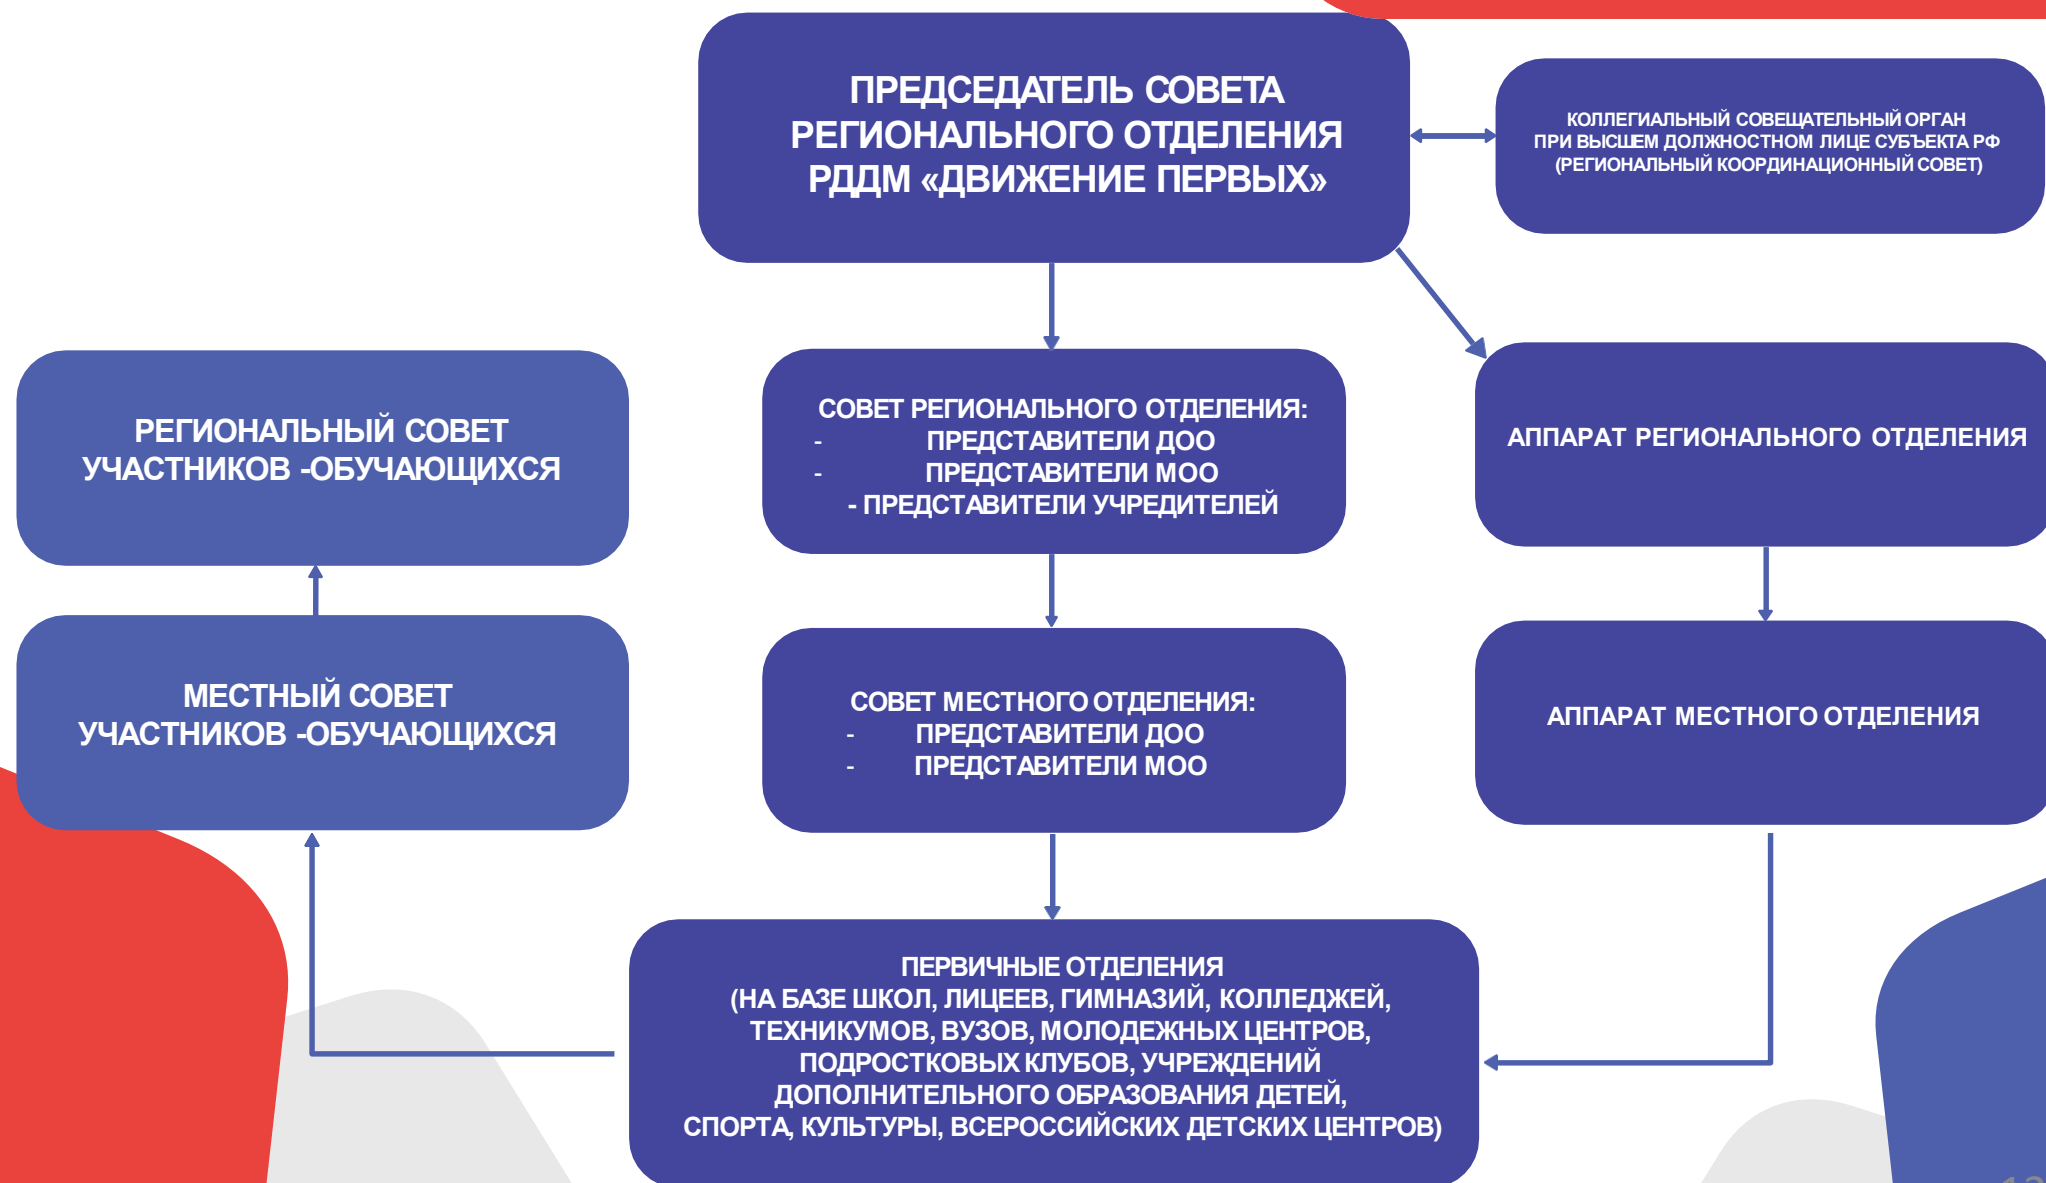 ПРЕДСЕДАТЕЛЬ СОВЕТА
РЕГИОНАЛЬНОГО ОТДЕЛЕНИЯ
РДДМ «ДВИЖЕНИЕ ПЕРВЫХ»
КОЛЛЕГИАЛЬНЫЙ СОВЕЩАТЕЛЬНЫЙ ОРГАН
ПРИ ВЫСШЕМ ДОЛЖНОСТНОМ ЛИЦЕ СУБЪЕКТА РФ
(РЕГИОНАЛЬНЫЙ КООРДИНАЦИОННЫЙ СОВЕТ)
РЕГИОНАЛЬНЫЙ СОВЕТ
УЧАСТНИКОВ -ОБУЧАЮЩИХСЯ
СОВЕТ РЕГИОНАЛЬНОГО ОТДЕЛЕНИЯ:
- ПРЕДСТАВИТЕЛИ ДОО
- ПРЕДСТАВИТЕЛИ МОО
- ПРЕДСТАВИТЕЛИ УЧРЕДИТЕЛЕЙ
АППАРАТ РЕГИОНАЛЬНОГО ОТДЕЛЕНИЯ
МЕСТНЫЙ СОВЕТ
УЧАСТНИКОВ -ОБУЧАЮЩИХСЯ
СОВЕТ МЕСТНОГО ОТДЕЛЕНИЯ:
- ПРЕДСТАВИТЕЛИ ДОО
- ПРЕДСТАВИТЕЛИ МОО
АППАРАТ МЕСТНОГО ОТДЕЛЕНИЯ
ПЕРВИЧНЫЕ ОТДЕЛЕНИЯ
(НА БАЗЕ ШКОЛ, ЛИЦЕЕВ, ГИМНАЗИЙ, КОЛЛЕДЖЕЙ,
ТЕХНИКУМОВ, ВУЗОВ, МОЛОДЕЖНЫХ ЦЕНТРОВ,
ПОДРОСТКОВЫХ КЛУБОВ, УЧРЕЖДЕНИЙ
ДОПОЛНИТЕЛЬНОГО ОБРАЗОВАНИЯ ДЕТЕЙ,
СПОРТА, КУЛЬТУРЫ, ВСЕРОССИЙСКИХ ДЕТСКИХ ЦЕНТРОВ)